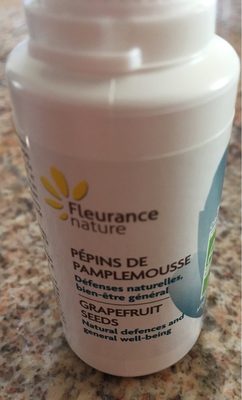 Fleurance
nature
PÉPINS DE
PAMPLEMOUSSE
Défenses naturelles,
bien-être général
GRAPEFRUIT
SEEDS
Natural defences and
general well-being